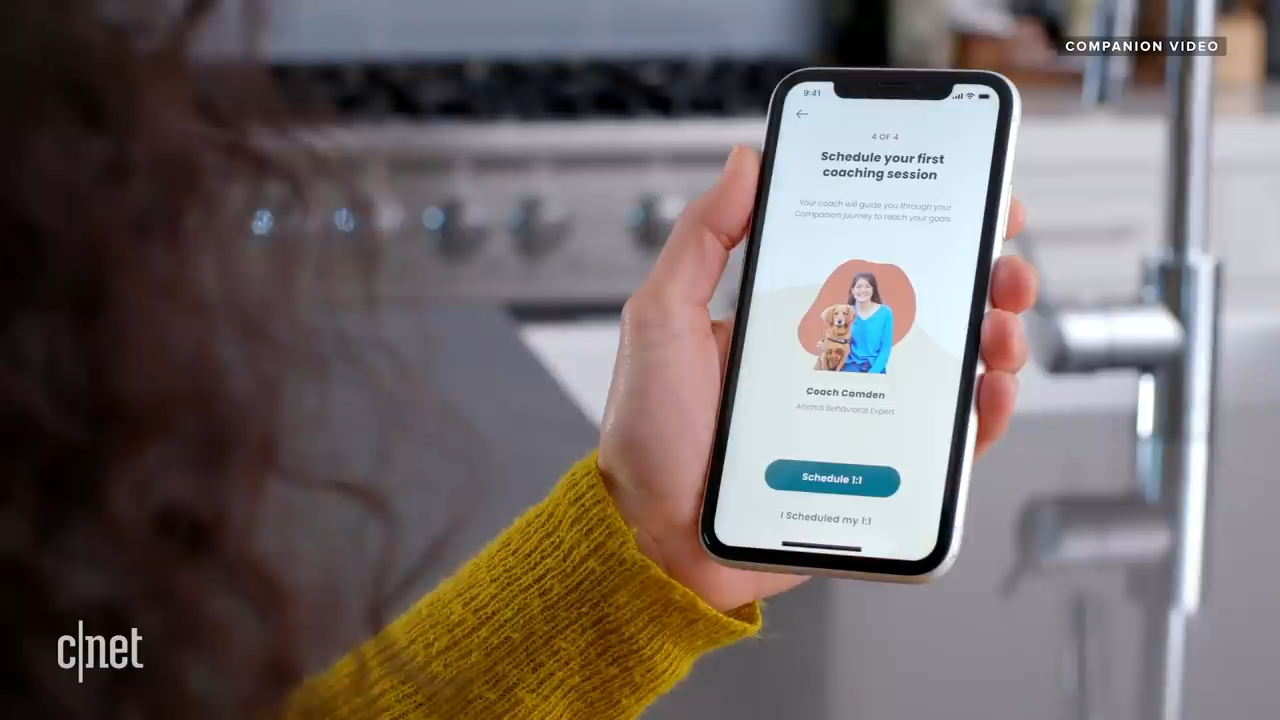 COMPANION VIDEO
9:41
4 OF 4
Schedule your first
coaching session
Your coach will guide you through your
Companion journey to reach your goals.
Coach Camden
Animal Behavioral Expert
Schedule 1:1
I Scheduled my 1:1
c|net